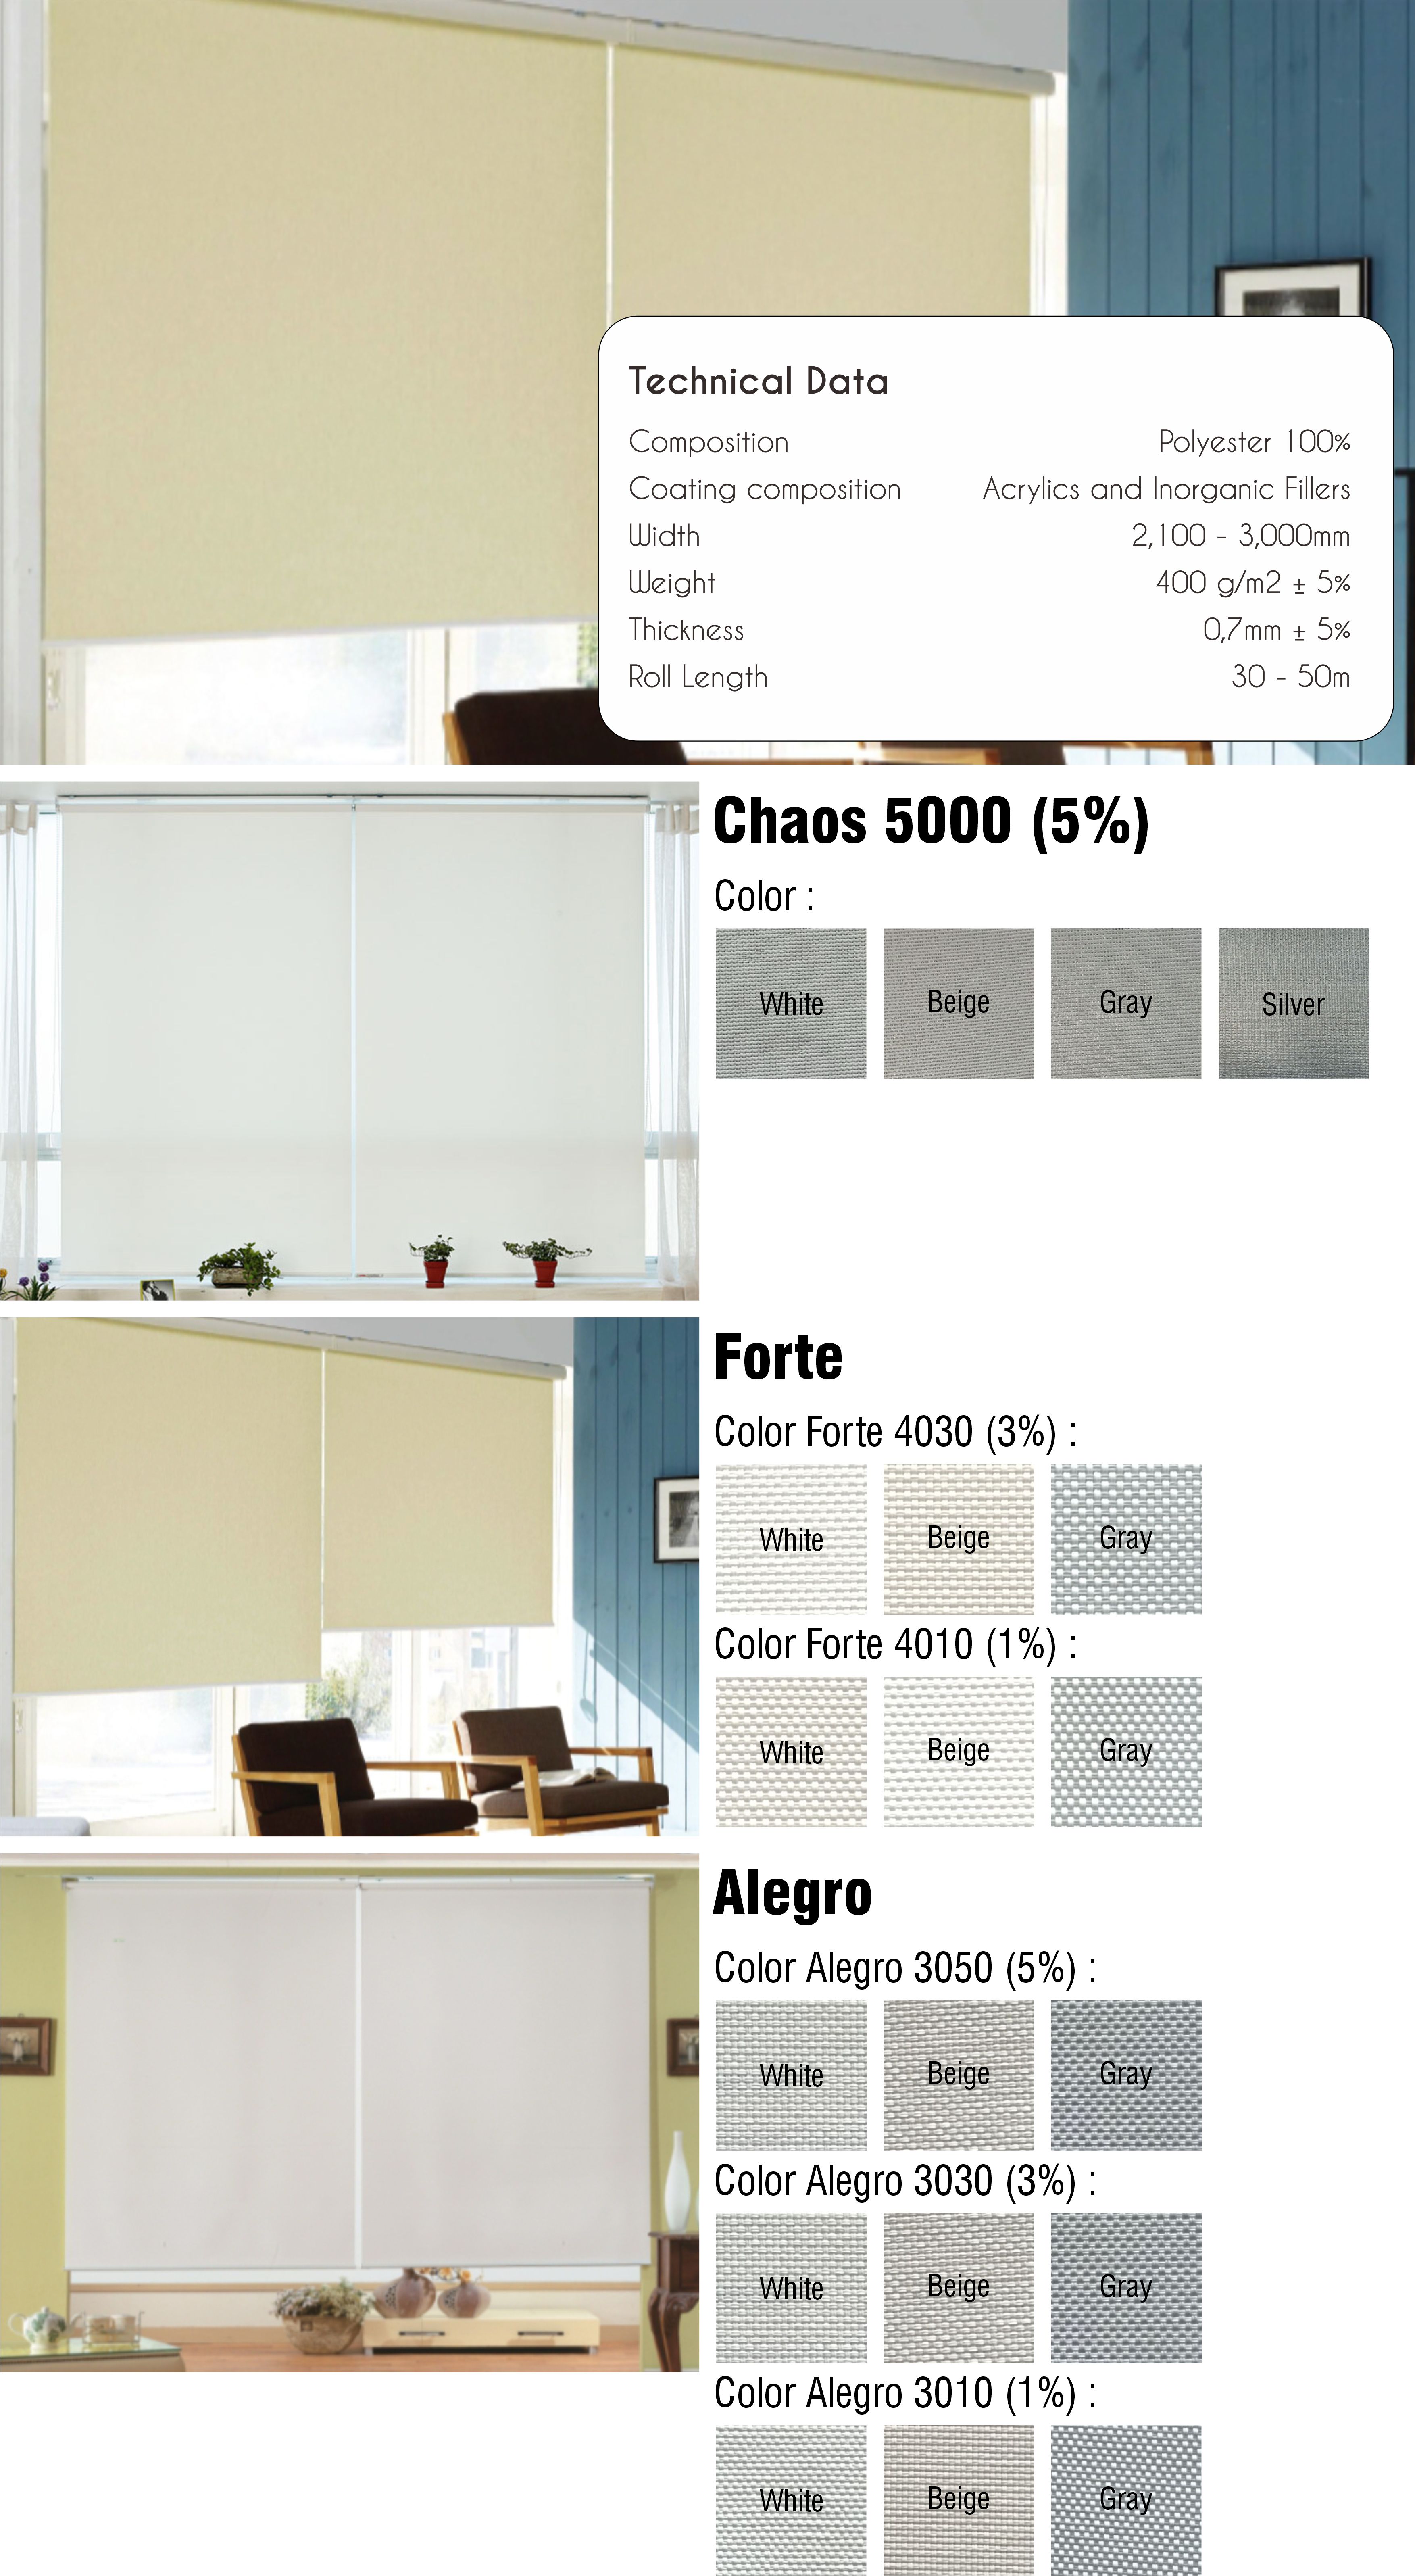 Technical Data
Composition Polyester 100%
Coating composition Acrylics and Inorganic Fillers
Width 2,100 - 3,000mm
Weight 400 g/m2 ± 5%
Thickness 0,7mm ± 5%
Roll Length 30 - 50m
Chaos 5000 (5%)
Color :
White Beige Gray Silver
Forte
Color Forte 4030 (3%) :
White Beige Gray
Color Forte 4010 (1%) :
White Beige Gray
Alegro
Color Alegro 3050 (5%) :
White Beige Gray
Color Alegro 3030 (3%) :
White Beige Gray
Color Alegro 3010 (1%) :
White Beige Gray